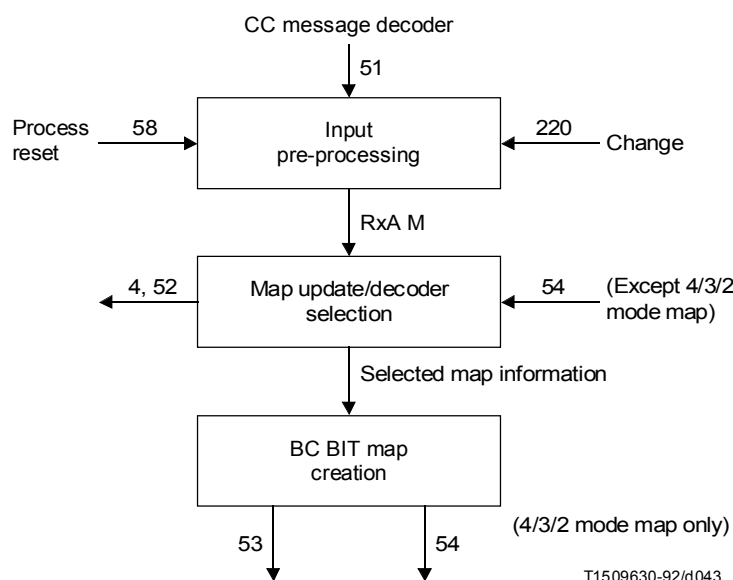 CC message decoder
51
Process
reset
58
Input
pre-processing
220
Change
RxA M
4, 52
Map update/decoder
selection
54
(Except 4/3/2
mode map)
Selected map information
BC BIT map
creation
(4/3/2 mode map only)
53
54
T1509630-92/d043